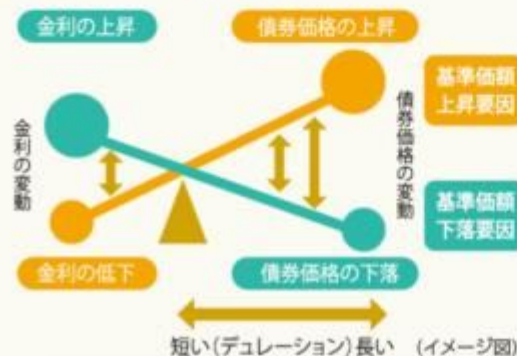 金利の上昇
債券価格の上昇
基準価額
上昇要因
金利の変動
債券価格の変動
基準価額
下落要因
金利の低下
債券価格の下落
短い(デュレーション)長い (イメージ図)